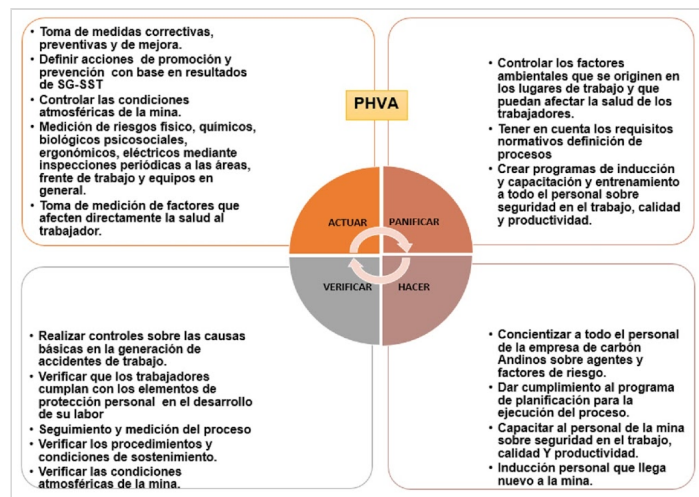 • Toma de medidas correctivas,
preventivas y de mejora.
• Definir acciones de promoción y
prevención con base en resultados
de SG-SST
• Controlar las condiciones
atmosféricas de la mina.
• Medición de riesgos físico, químicos,
biológicos psicosociales,
ergonómicos, eléctricos mediante
inspecciones periódicas a las áreas,
frente de trabajo y equipos en
general.
• Toma de medición de factores que
afecten directamente la salud al
trabajador.
PHVA
• Controlar los factores
ambientales que se originen en
los lugares de trabajo y que
puedan afectar la salud de los
trabajadores.
• Tener en cuenta los requisitos
normativos definición de
procesos
• Crear programas de inducción
y capacitación y entrenamiento
a todo el personal sobre
seguridad en el trabajo, calidad
y productividad.
ACTUAR
PANIFICAR
VERIFICAR
HACER
• Realizar controles sobre las causas
básicas en la generación de
accidentes de trabajo.
• Verificar que los trabajadores
cumplan con los elementos de
protección personal en el desarrollo
de su labor
• Seguimiento y medición del proceso
• Verificar los procedimientos y
condiciones de sostenimiento.
• Verificar las condiciones
atmosféricas de la mina.
• Concientizar a todo el personal
de la empresa de carbón
Andinos sobre agentes y
factores de riesgo.
• Dar cumplimiento al programa
de planificación para la
ejecución del proceso.
• Capacitar al personal de la mina
sobre seguridad en el trabajo,
calidad Y productividad.
• Inducción personal que llega
nuevo a la mina.